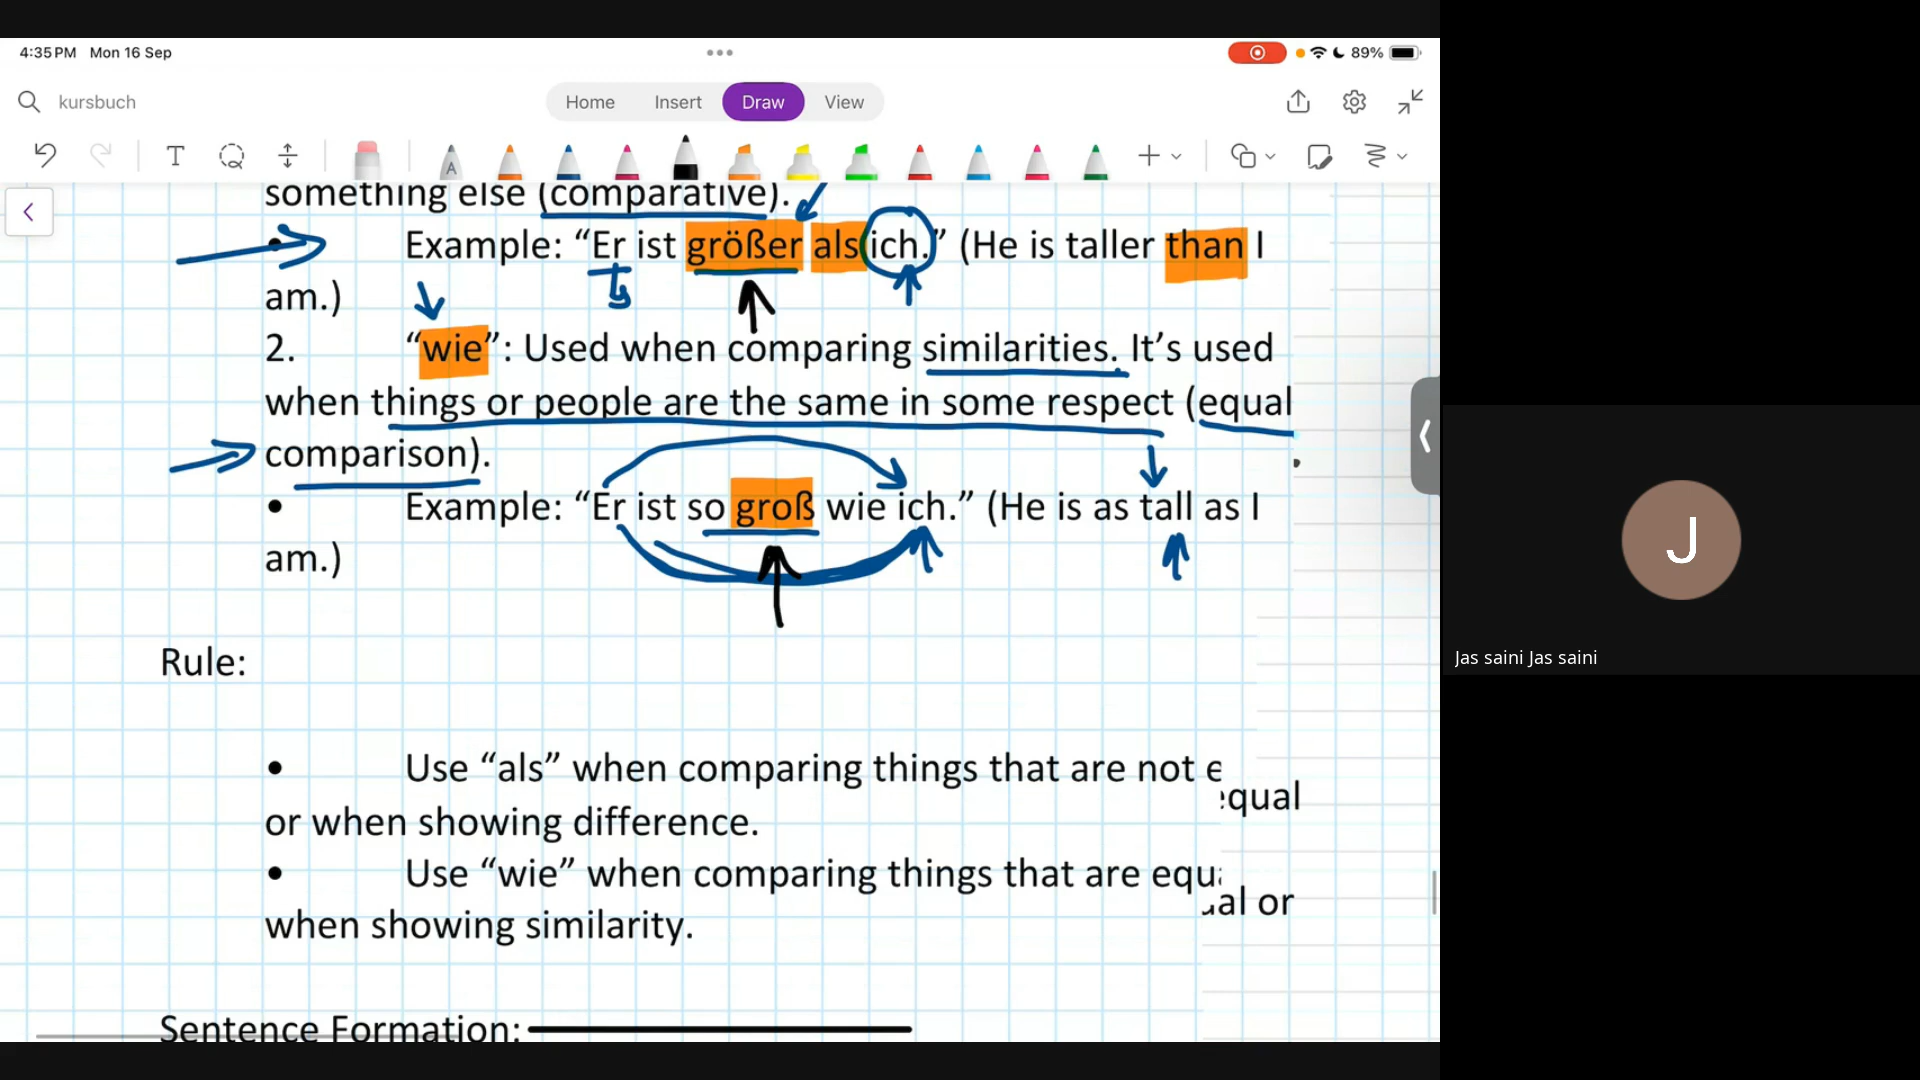 4:35 PM Mon 16 Sep
89%
kursbuch
Home Insert Draw View
T
A
something else (comparative).
• Example: “Er ist größer als ich.” (He is taller than I
am.)
2. “wie”: Used when comparing similarities. It’s used
when things or people are the same in some respect (equal
comparison).
• Example: “Er ist so groß wie ich.” (He is as tall as I
am.)
Rule:
• Use “als” when comparing things that are not equal
or when showing difference.
• Use “wie” when comparing things that are equal or
when showing similarity.
Sentence Formation:
J
Jas saini Jas saini